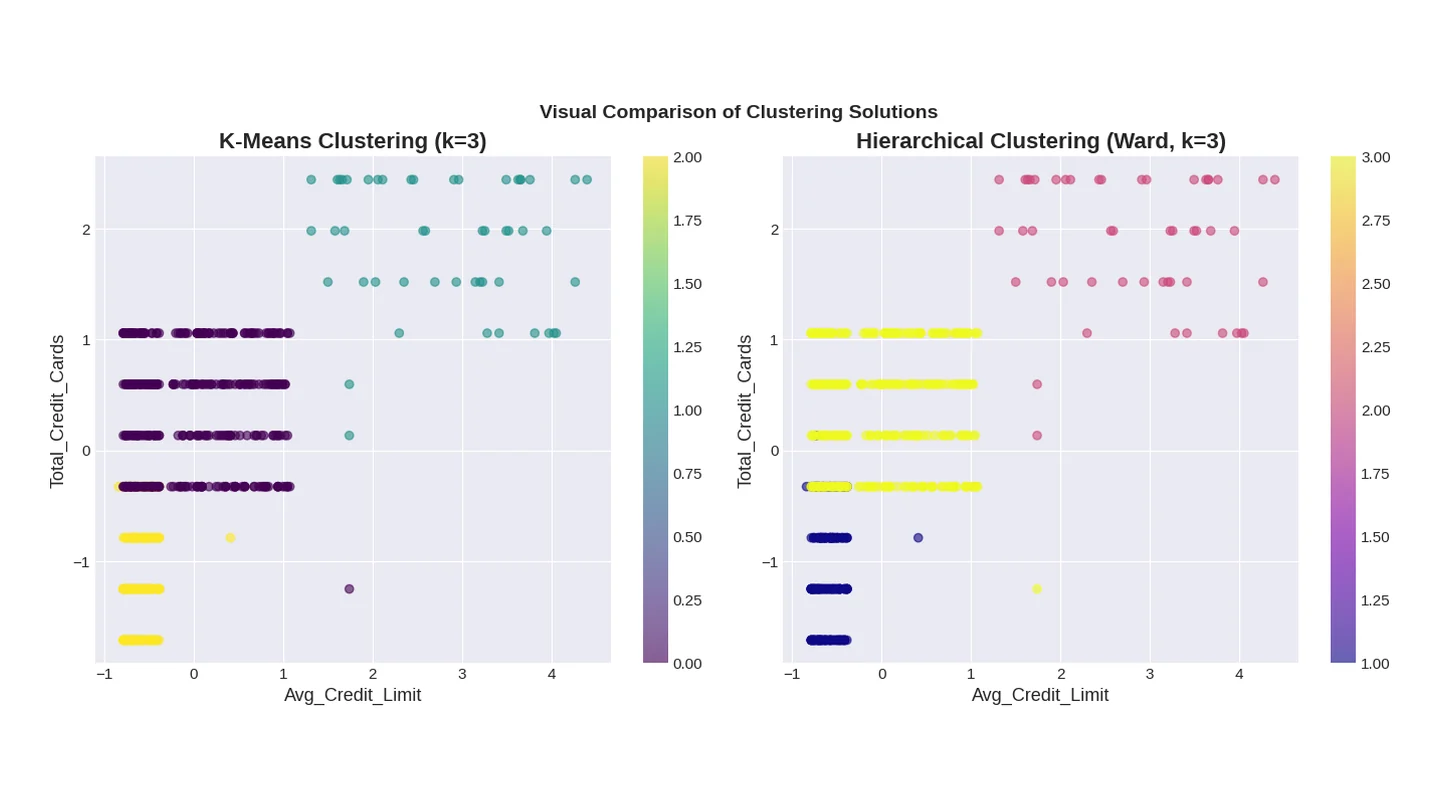 Visual Comparison of Clustering Solutions
K-Means Clustering (k=3)
Total_Credit_Cards
2
1
0
−1
−1 0 1 2 3 4
Avg_Credit_Limit
2.00
1.75
1.50
1.25
1.00
0.75
0.50
0.25
0.00
Hierarchical Clustering (Ward, k=3)
Total_Credit_Cards
2
1
0
−1
−1 0 1 2 3 4
Avg_Credit_Limit
3.00
2.75
2.50
2.25
2.00
1.75
1.50
1.25
1.00